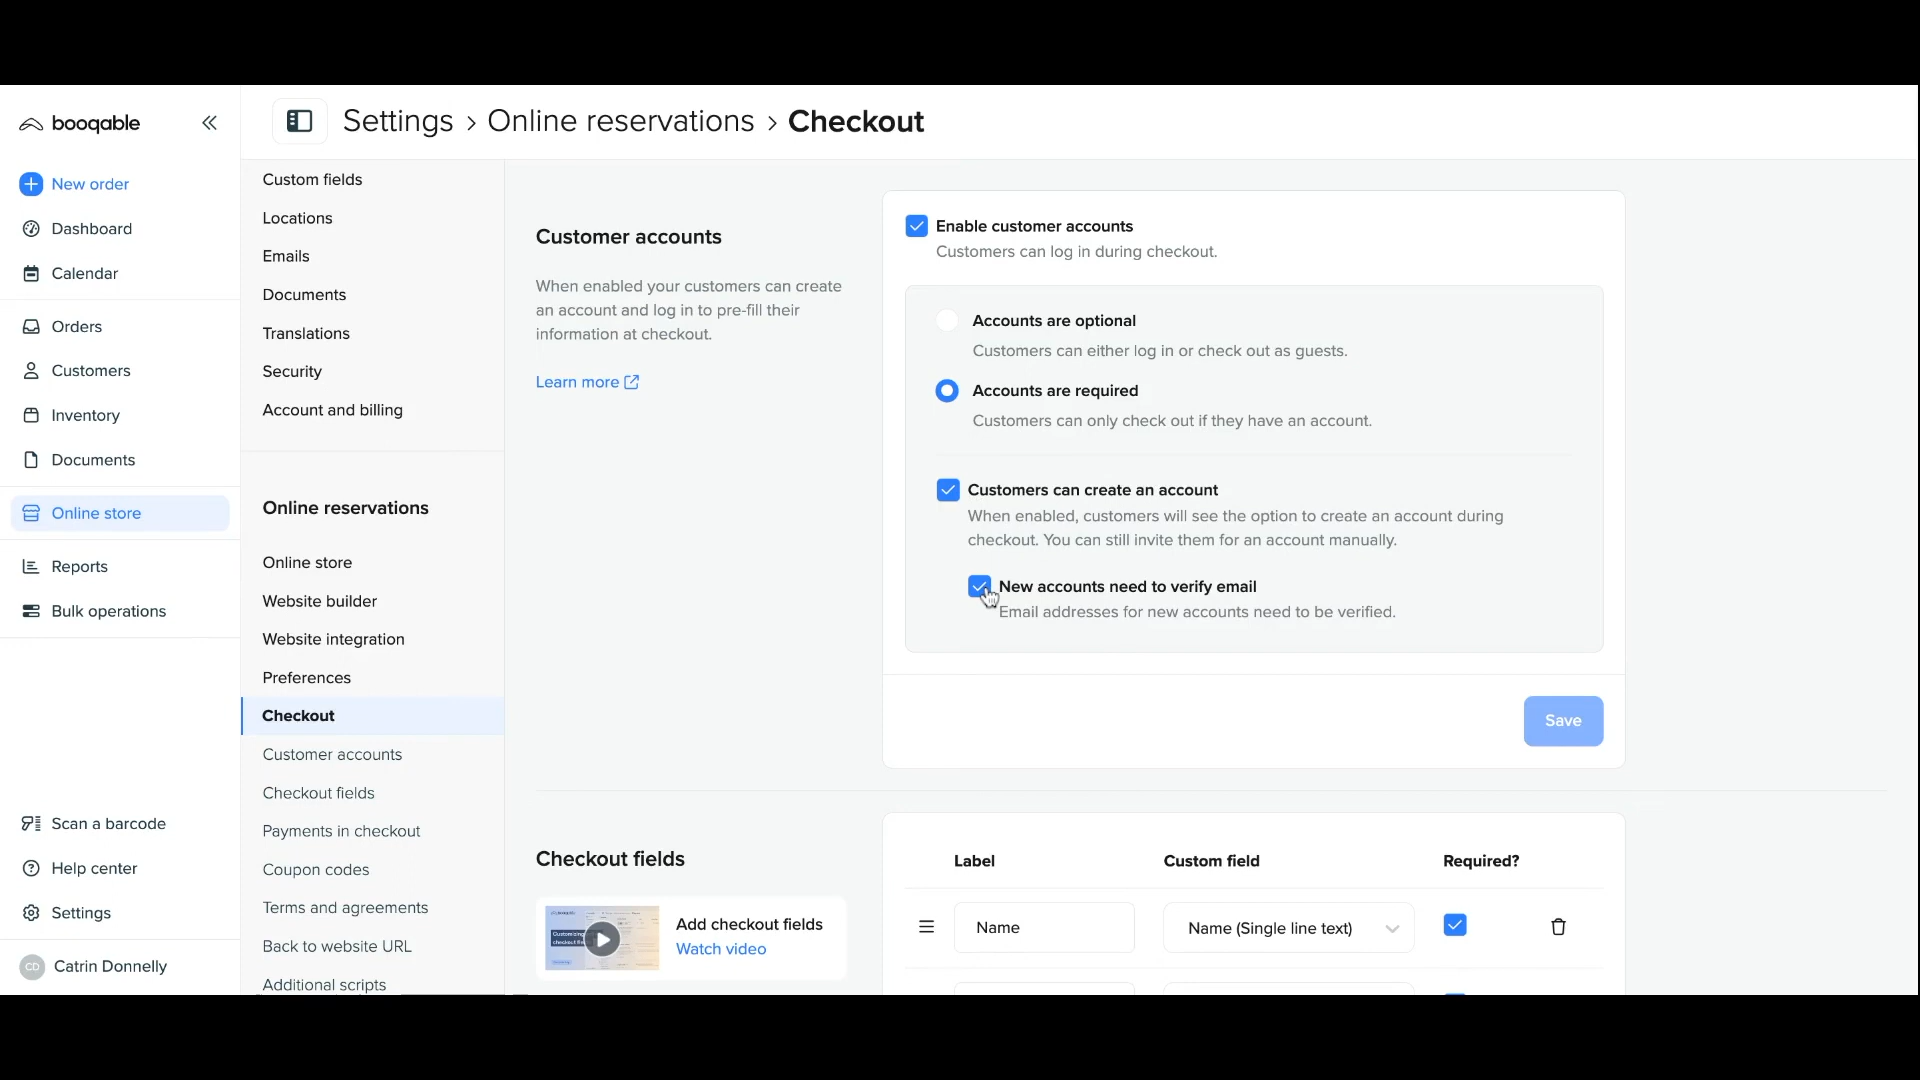 booqable
New order
Dashboard
Calendar
Orders
Customers
Inventory
Documents
Online store
Reports
Bulk operations
Scan a barcode
Help center
Settings
CD Catrin Donnelly
Settings > Online reservations > Checkout
Custom fields
Locations
Emails
Documents
Translations
Security
Account and billing
Online reservations
Online store
Website builder
Website integration
Preferences
Checkout
Customer accounts
Checkout fields
Payments in checkout
Coupon codes
Terms and agreements
Back to website URL
Additional scripts
Customer accounts
When enabled your customers can create
an account and log in to pre-fill their
information at checkout.
Learn more
Enable customer accounts
Customers can log in during checkout.
Accounts are optional
Customers can either log in or check out as guests.
Accounts are required
Customers can only check out if they have an account.
Customers can create an account
When enabled, customers will see the option to create an account during
checkout. You can still invite them for an account manually.
New accounts need to verify email
Email addresses for new accounts need to be verified.
Save
Checkout fields
Add checkout fields
Watch video
Label Custom field Required?
Name Name (Single line text)